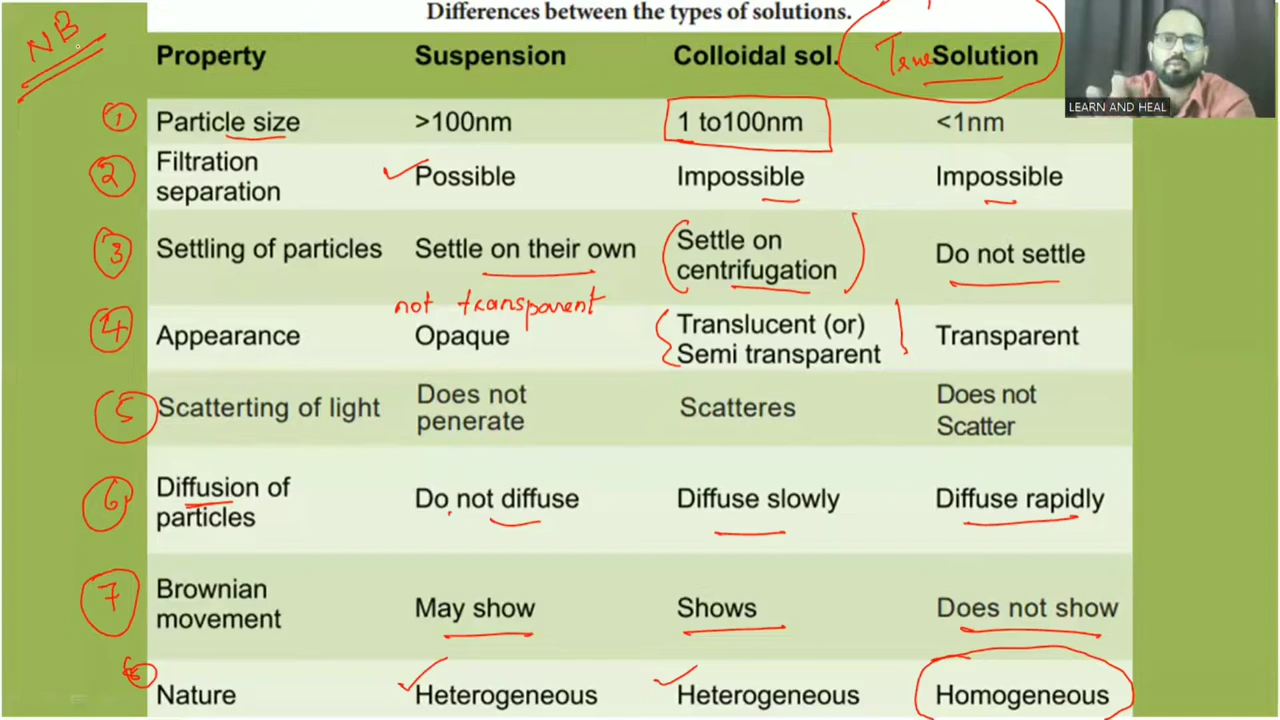 Differences between the types of solutions.
NB
Property Suspension Colloidal sol. True Solution
LEARN AND HEAL
1 Particle size >100nm 1 to100nm <1nm
2 Filtration separation Possible Impossible Impossible
3 Settling of particles Settle on their own Settle on centrifugation Do not settle
not transparent
4 Appearance Opaque Translucent (or) Semi transparent Transparent
5 Scatterting of light Does not penerate Scatteres Does not Scatter
6 Diffusion of particles Do not diffuse Diffuse slowly Diffuse rapidly
7 Brownian movement May show Shows Does not show
8 Nature Heterogeneous Heterogeneous Homogeneous